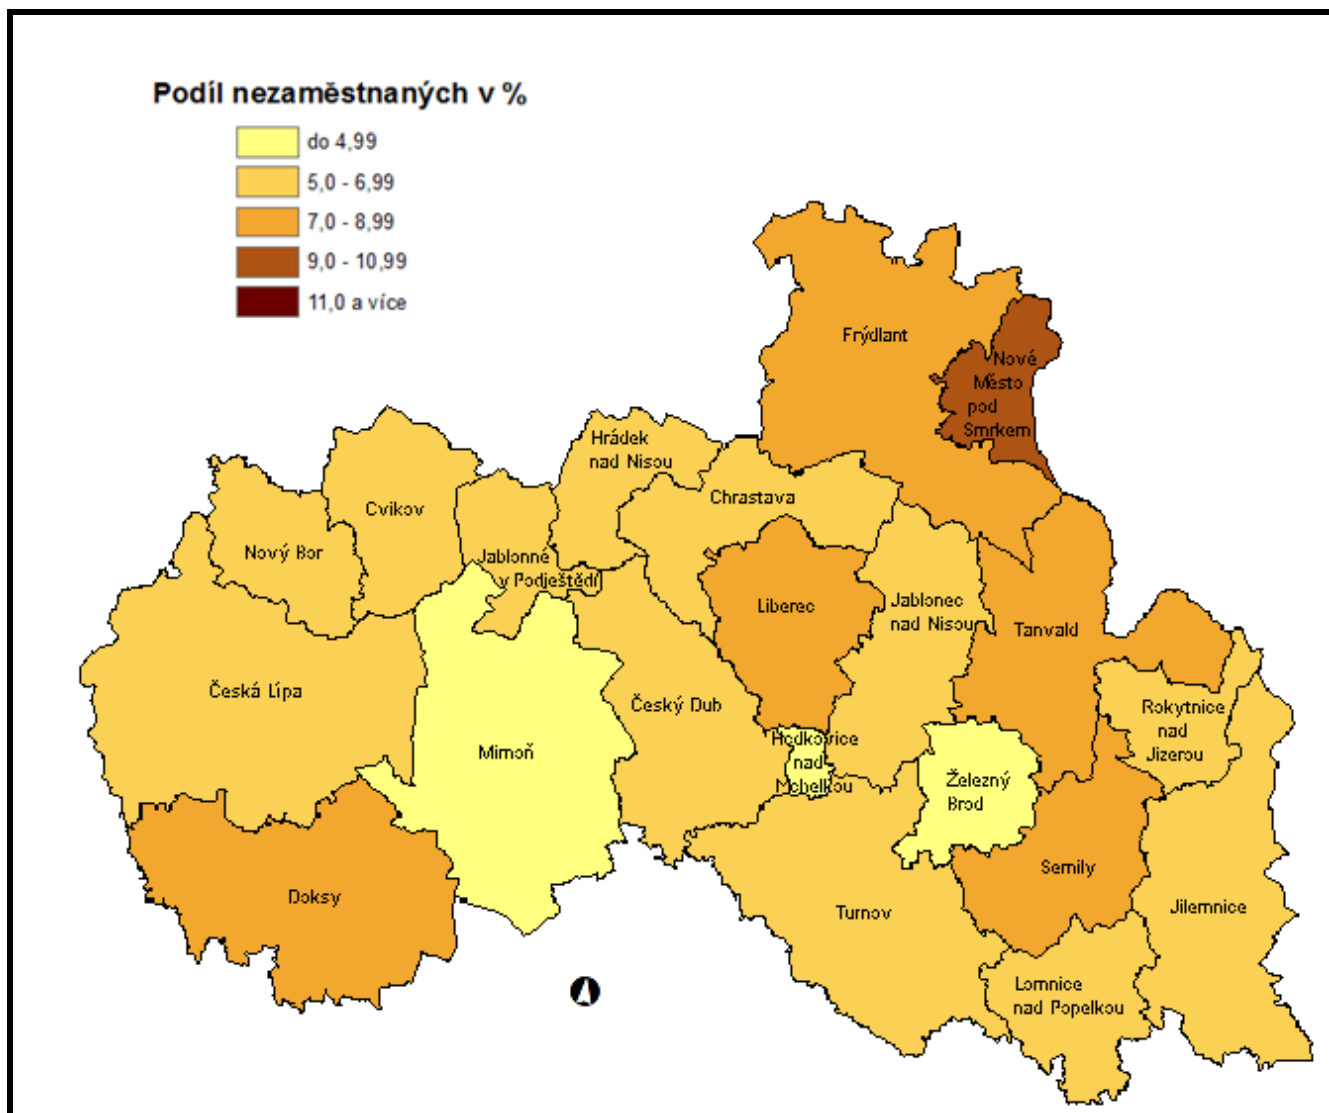 Podíl nezaměstnaných v %
do 4,99
5,0 - 6,99
7,0 - 8,99
9,0 - 10,99
11,0 a více
Frýdlant
Nové
Město
pod
Smrkem
Hrádek
nad Nisou
Chrastava
Cvikov
Nový Bor
Jablonné
v Podještědí
Liberec
Jablonec
nad Nisou
Tanvald
Česká Lípa
Český Dub
Rokytnice
nad
Jizerou
Mimoň
Hodkovice
nad
Mohelkou
Železný
Brod
Semily
Doksy
Turnov
Jilemnice
Lomnice
nad Popelkou